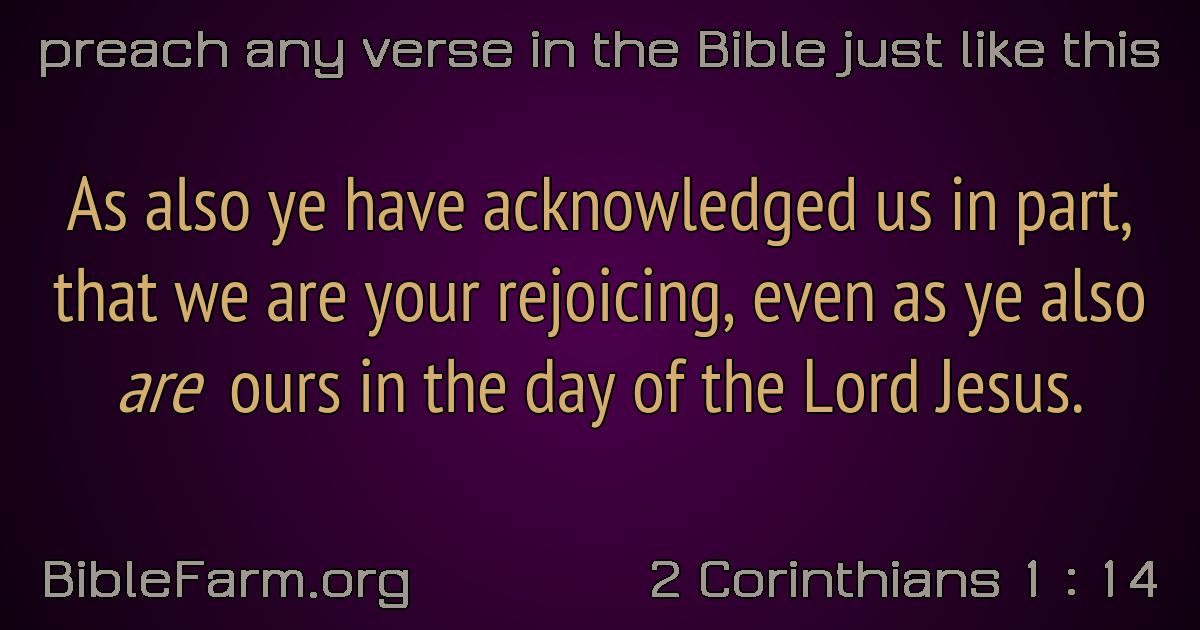 preach any verse in the Bible just like this
As also ye have acknowledged us in part,
that we are your rejoicing, even as ye also
are ours in the day of the Lord Jesus.
BibleFarm.org
2 Corinthians 1 : 14